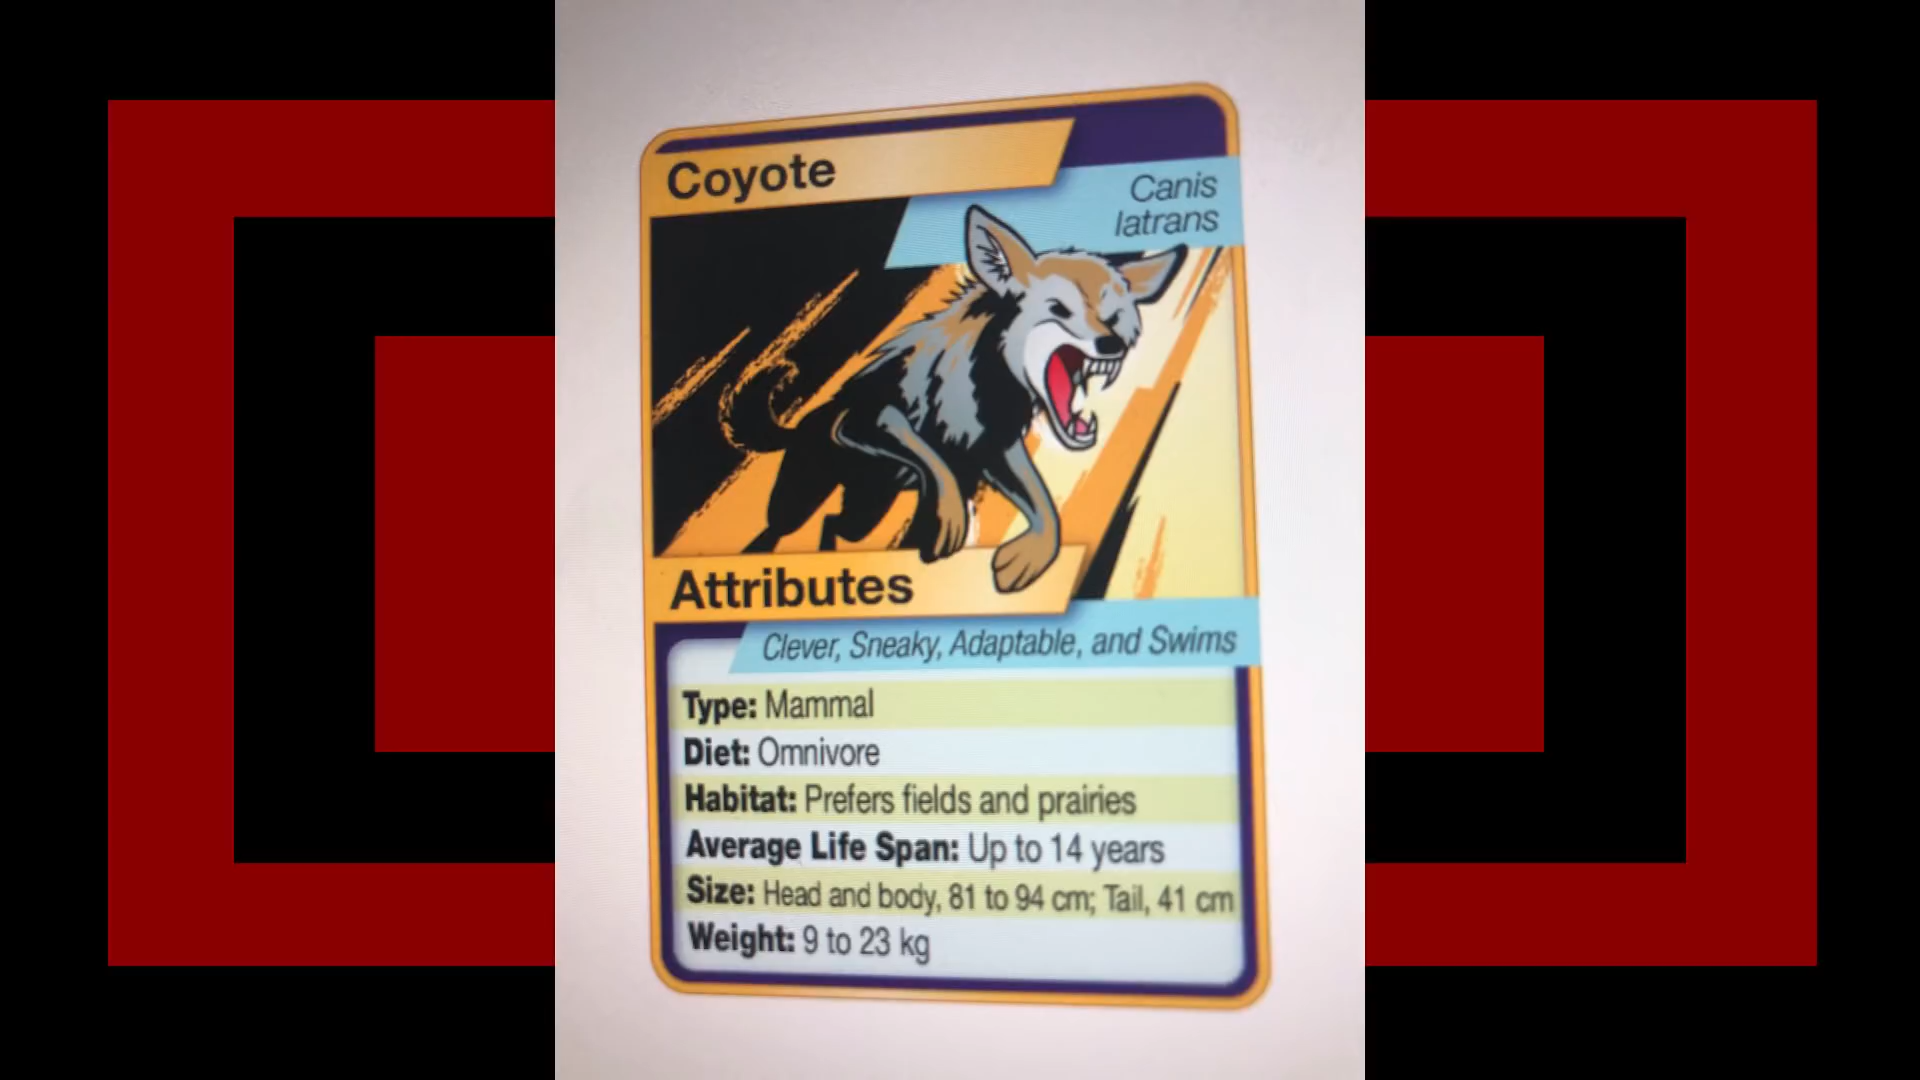 Coyote
Canis
latrans
Attributes
Clever, Sneaky, Adaptable, and Swims
Type: Mammal
Diet: Omnivore
Habitat: Prefers fields and prairies
Average Life Span: Up to 14 years
Size: Head and body, 81 to 94 cm; Tail, 41 cm
Weight: 9 to 23 kg